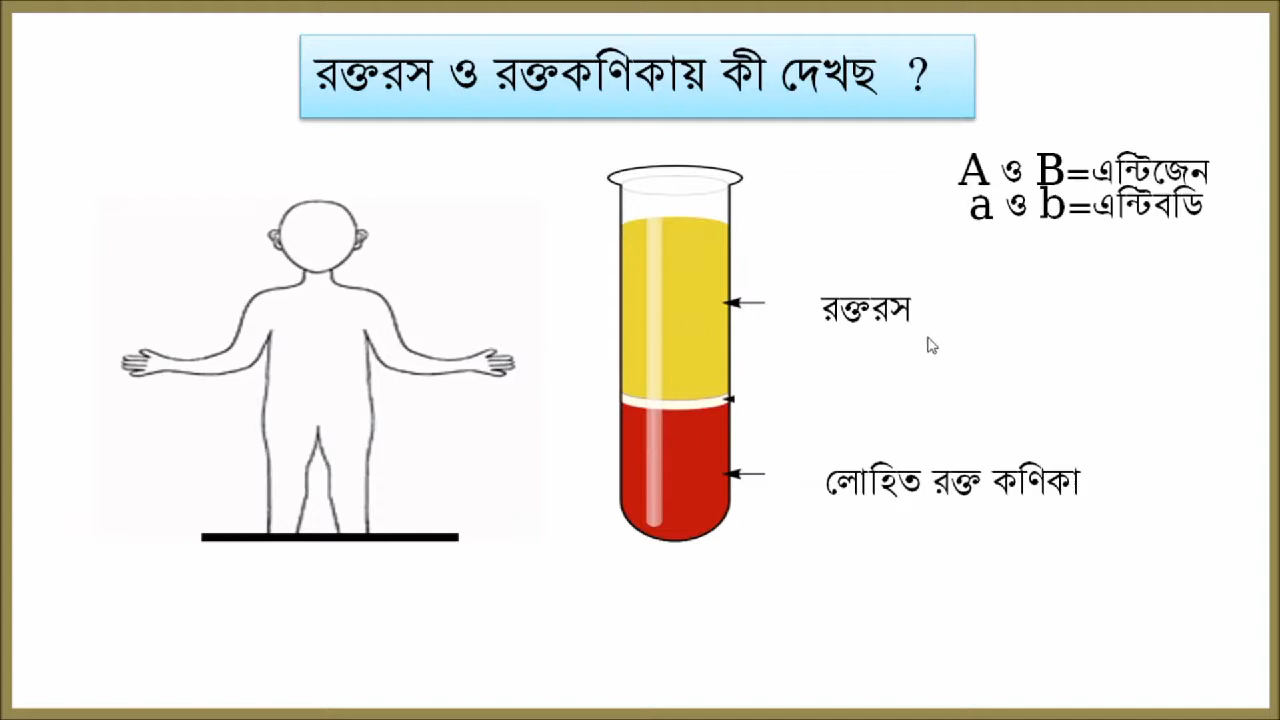 রক্তরস ও রক্তকণিকায় কী দেখছ ?
A ও B=এন্টিজেন
a ও b=এন্টিবডি
রক্তরস
লোহিত রক্ত কণিকা